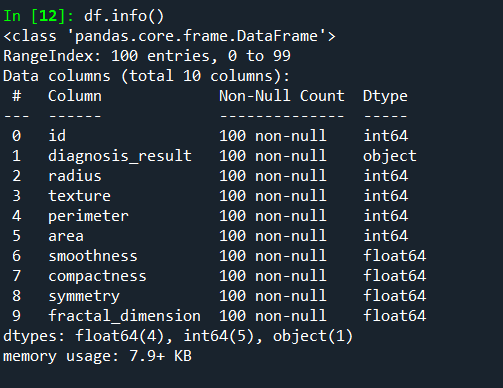 In [12]: df.info()
<class 'pandas.core.frame.DataFrame'>
RangeIndex: 100 entries, 0 to 99
Data columns (total 10 columns):
 #   Column             Non-Null Count  Dtype
---  ------             --------------  -----
 0   id                 100 non-null    int64
 1   diagnosis_result   100 non-null    object
 2   radius             100 non-null    int64
 3   texture            100 non-null    int64
 4   perimeter          100 non-null    int64
 5   area               100 non-null    int64
 6   smoothness         100 non-null    float64
 7   compactness        100 non-null    float64
 8   symmetry           100 non-null    float64
 9   fractal_dimension  100 non-null    float64
dtypes: float64(4), int64(5), object(1)
memory usage: 7.9+ KB